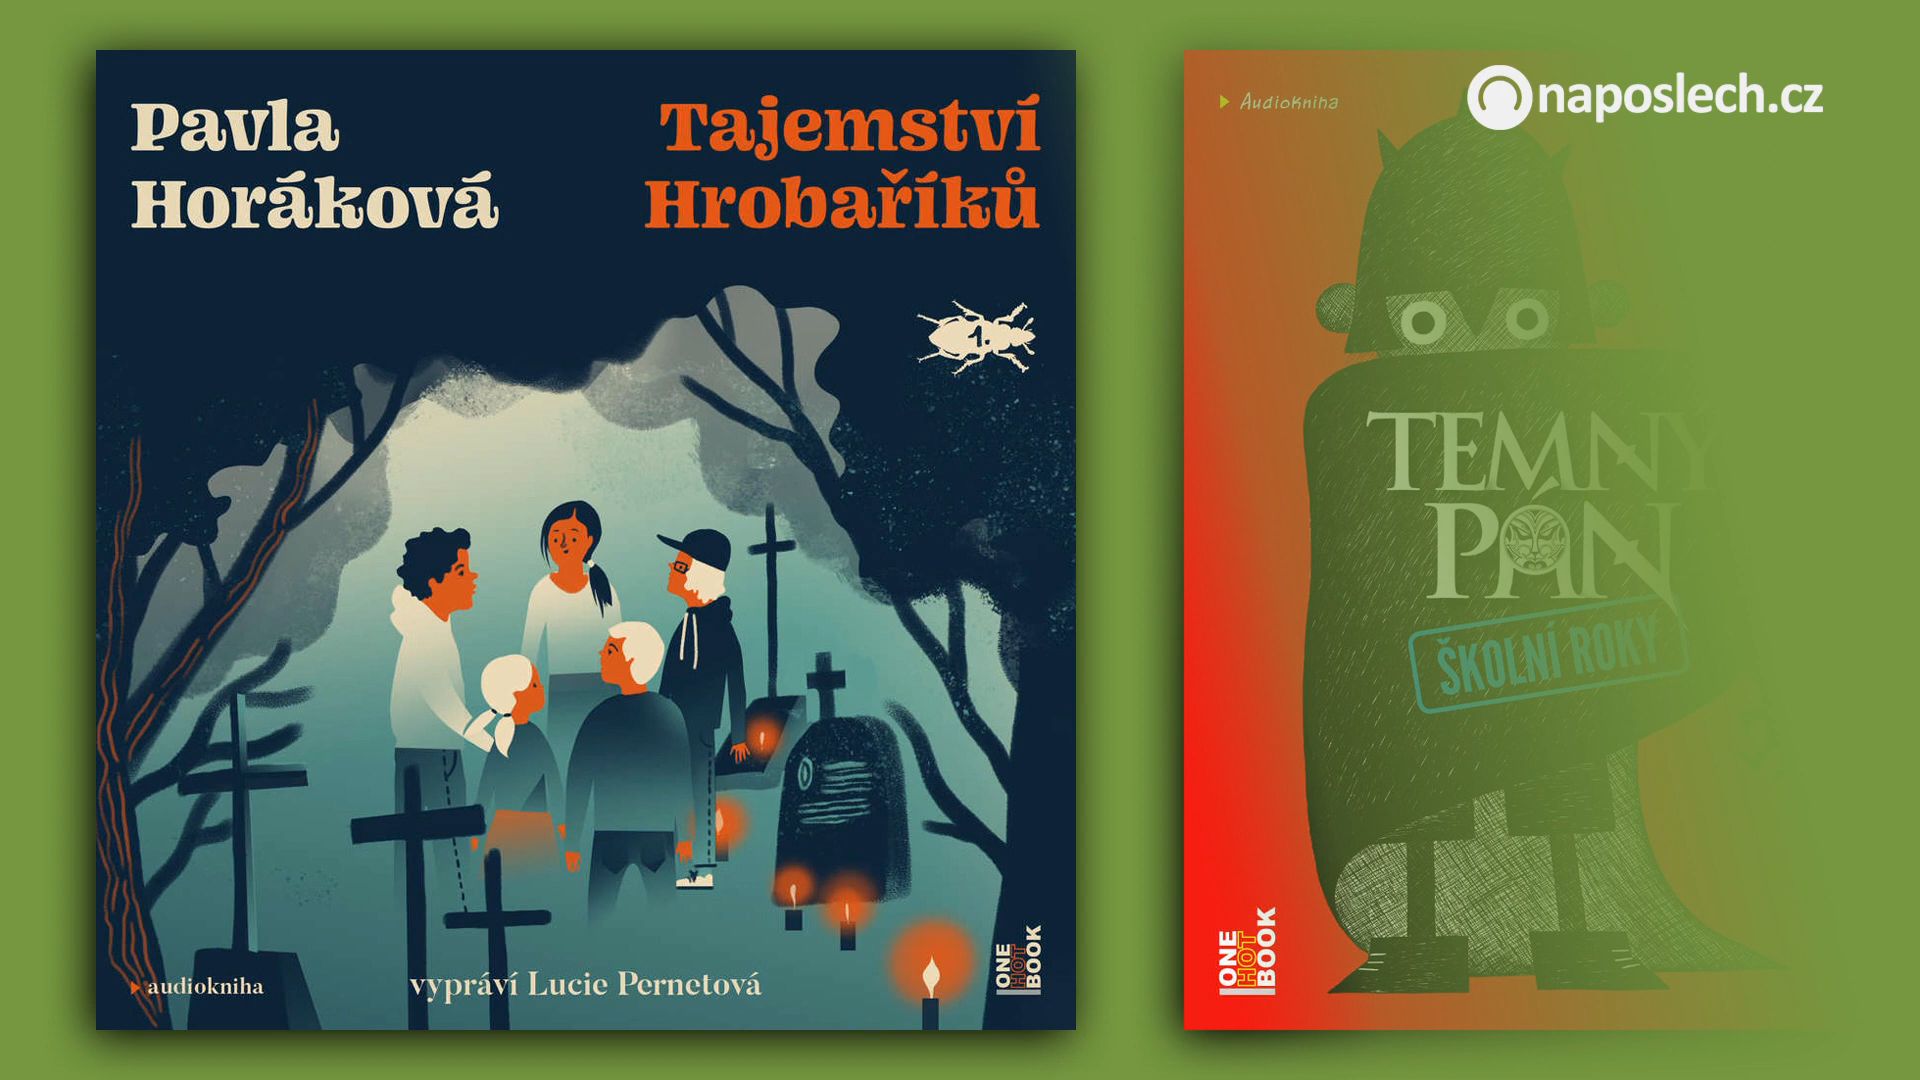 Pavla
Horáková
Tajemství
Hrobaříků
1.
audiokniha
vypráví Lucie Pernetová
ONE
HOT
BOOK
Audiokniha
naposlech.cz
TEMNÝ
PÁN
ŠKOLNÍ ROKY
ONE
HOT
BOOK